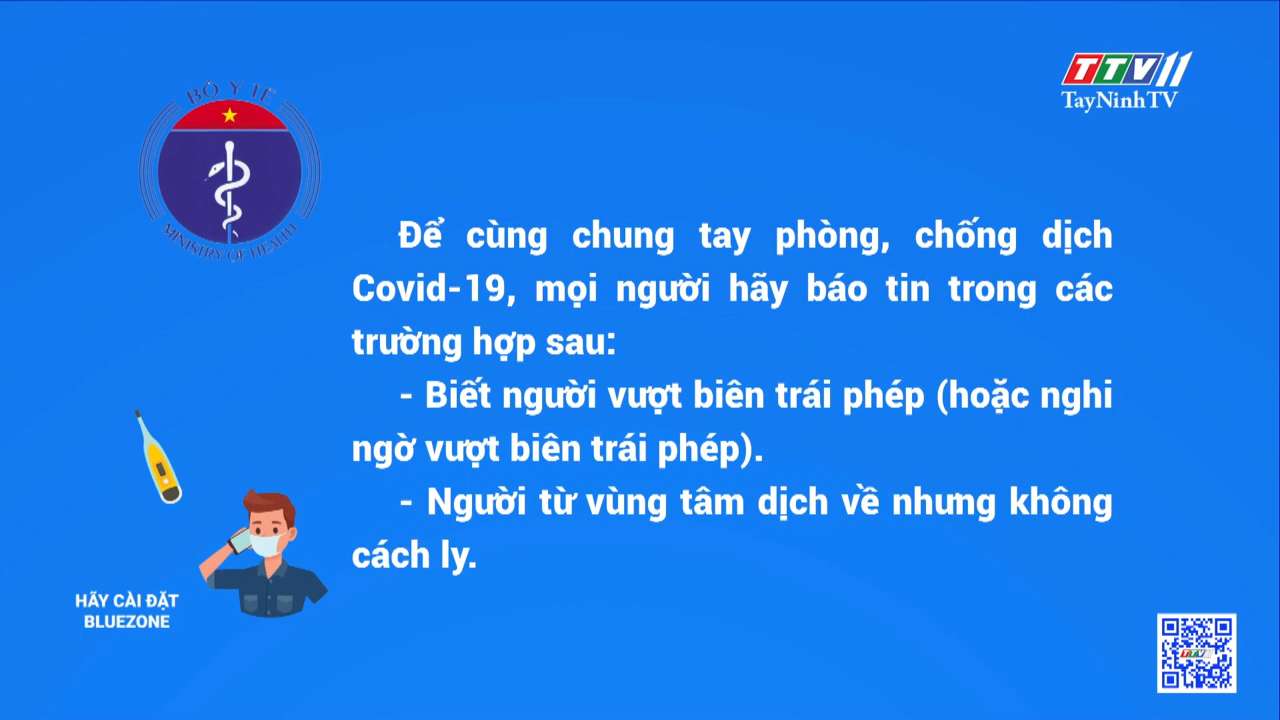 BỘ Y TẾ
MINISTRY OF HEALTH
TTV11
TayNinhTV
Để cùng chung tay phòng, chống dịch
Covid-19, mọi người hãy báo tin trong các
trường hợp sau:
- Biết người vượt biên trái phép (hoặc nghi
ngờ vượt biên trái phép).
- Người từ vùng tâm dịch về nhưng không
cách ly.
HÃY CÀI ĐẶT
BLUEZONE
TTV11